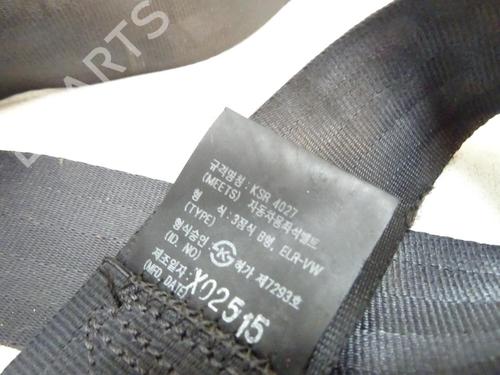 PARTS
규격명칭: KSR 4027
(MEETS) 자동차용좌석벨트
형 식: 3점식 B형, ELR-VW
(TYPE)
형식승인 KS 허가 제7293호
(ID. NO)
제조일자: X02515
(MFD. DATE)